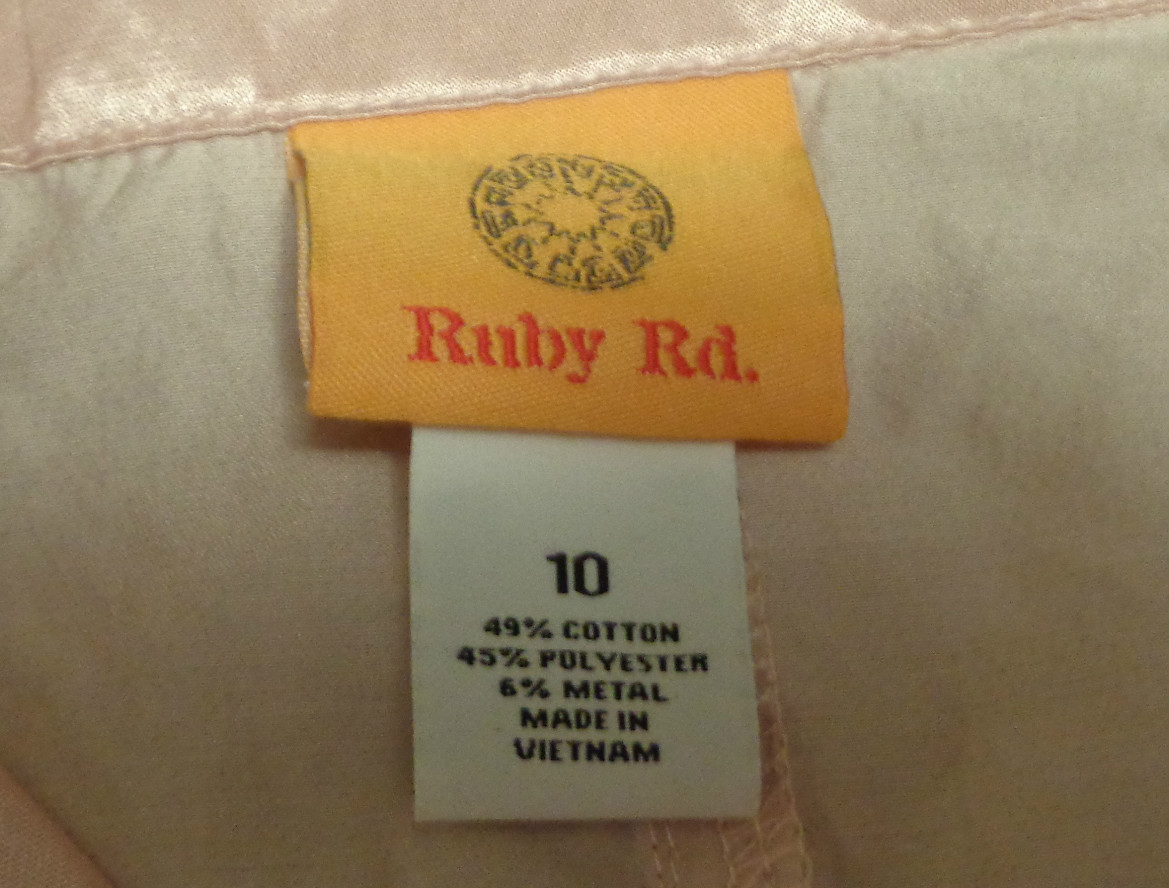 Ruby Rd.
10
49% COTTON
45% POLYESTER
6% METAL
MADE IN
VIETNAM